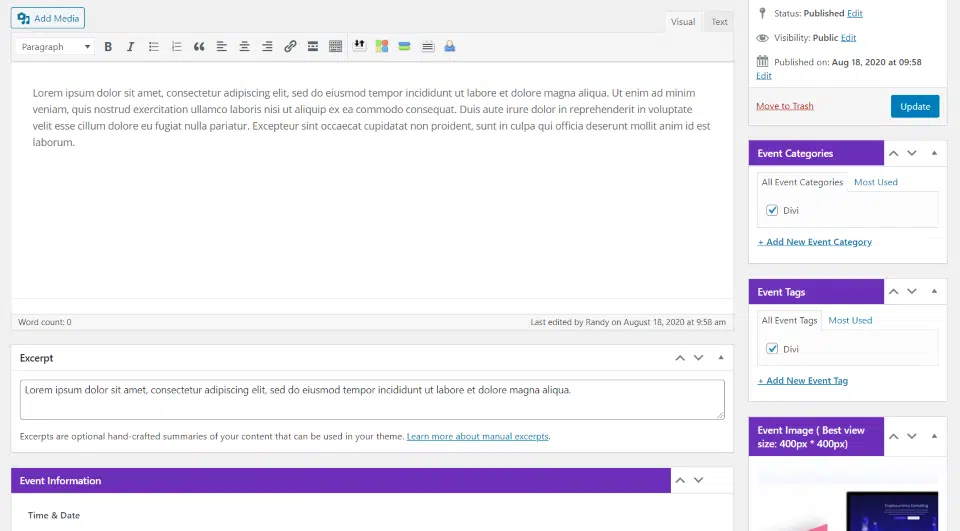 Add Media
Visual
Text
Paragraph
Lorem ipsum dolor sit amet, consectetur adipiscing elit, sed do eiusmod tempor incididunt ut labore et dolore magna aliqua. Ut enim ad minim
veniam, quis nostrud exercitation ullamco laboris nisi ut aliquip ex ea commodo consequat. Duis aute irure dolor in reprehenderit in voluptate
velit esse cillum dolore eu fugiat nulla pariatur. Excepteur sint occaecat cupidatat non proident, sunt in culpa qui officia deserunt mollit anim id est
laborum.
Word count: 0
Last edited by Randy on August 18, 2020 at 9:58 am
Excerpt
Lorem ipsum dolor sit amet, consectetur adipiscing elit, sed do eiusmod tempor incididunt ut labore et dolore magna aliqua.
Excerpts are optional hand-crafted summaries of your content that can be used in your theme. Learn more about manual excerpts.
Event Information
Time & Date
Status: Published Edit
Visibility: Public Edit
Published on: Aug 18, 2020 at 09:58
Edit
Move to Trash
Update
Event Categories
All Event Categories
Most Used
Divi
+ Add New Event Category
Event Tags
All Event Tags
Most Used
Divi
+ Add New Event Tag
Event Image ( Best view
size: 400px * 400px)